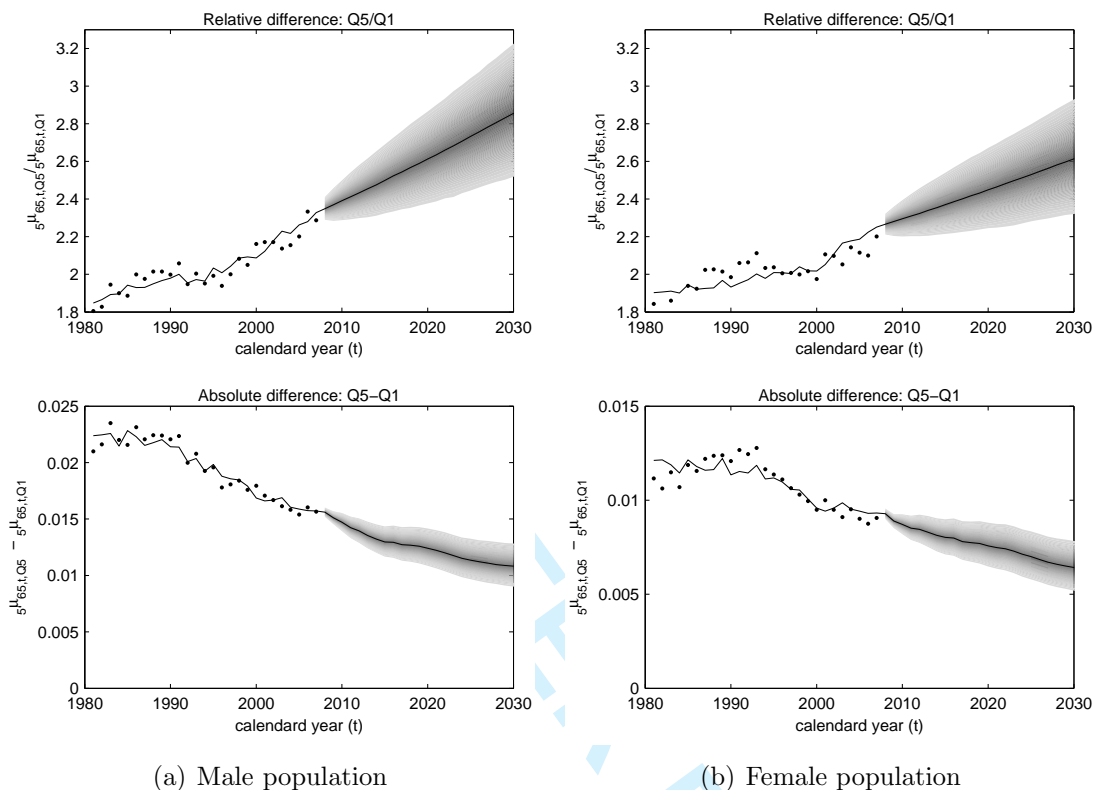 Relative difference: Q5/Q1
3.2
3
2.8
2.6
2.4
2.2
2
1.8
₅μ₆₅,t,Q5/₅μ₆₅,t,Q1
1980 1990 2000 2010 2020 2030
calendard year (t)
Relative difference: Q5/Q1
3.2
3
2.8
2.6
2.4
2.2
2
1.8
₅μ₆₅,t,Q5/₅μ₆₅,t,Q1
1980 1990 2000 2010 2020 2030
calendard year (t)
Absolute difference: Q5−Q1
0.025
0.02
0.015
0.01
0.005
0
₅μ₆₅,t,Q5 − ₅μ₆₅,t,Q1
1980 1990 2000 2010 2020 2030
calendard year (t)
Absolute difference: Q5−Q1
0.015
0.01
0.005
0
₅μ₆₅,t,Q5 − ₅μ₆₅,t,Q1
1980 1990 2000 2010 2020 2030
calendard year (t)
(a) Male population
(b) Female population